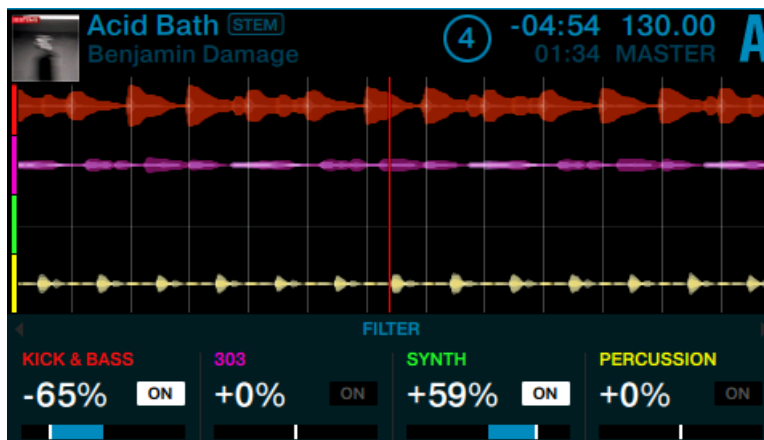 Acid Bath STEM
Benjamin Damage
4
-04:54 130.00
01:34 MASTER
A
FILTER
KICK & BASS 303 SYNTH PERCUSSION
-65% ON +0% ON +59% ON +0% ON